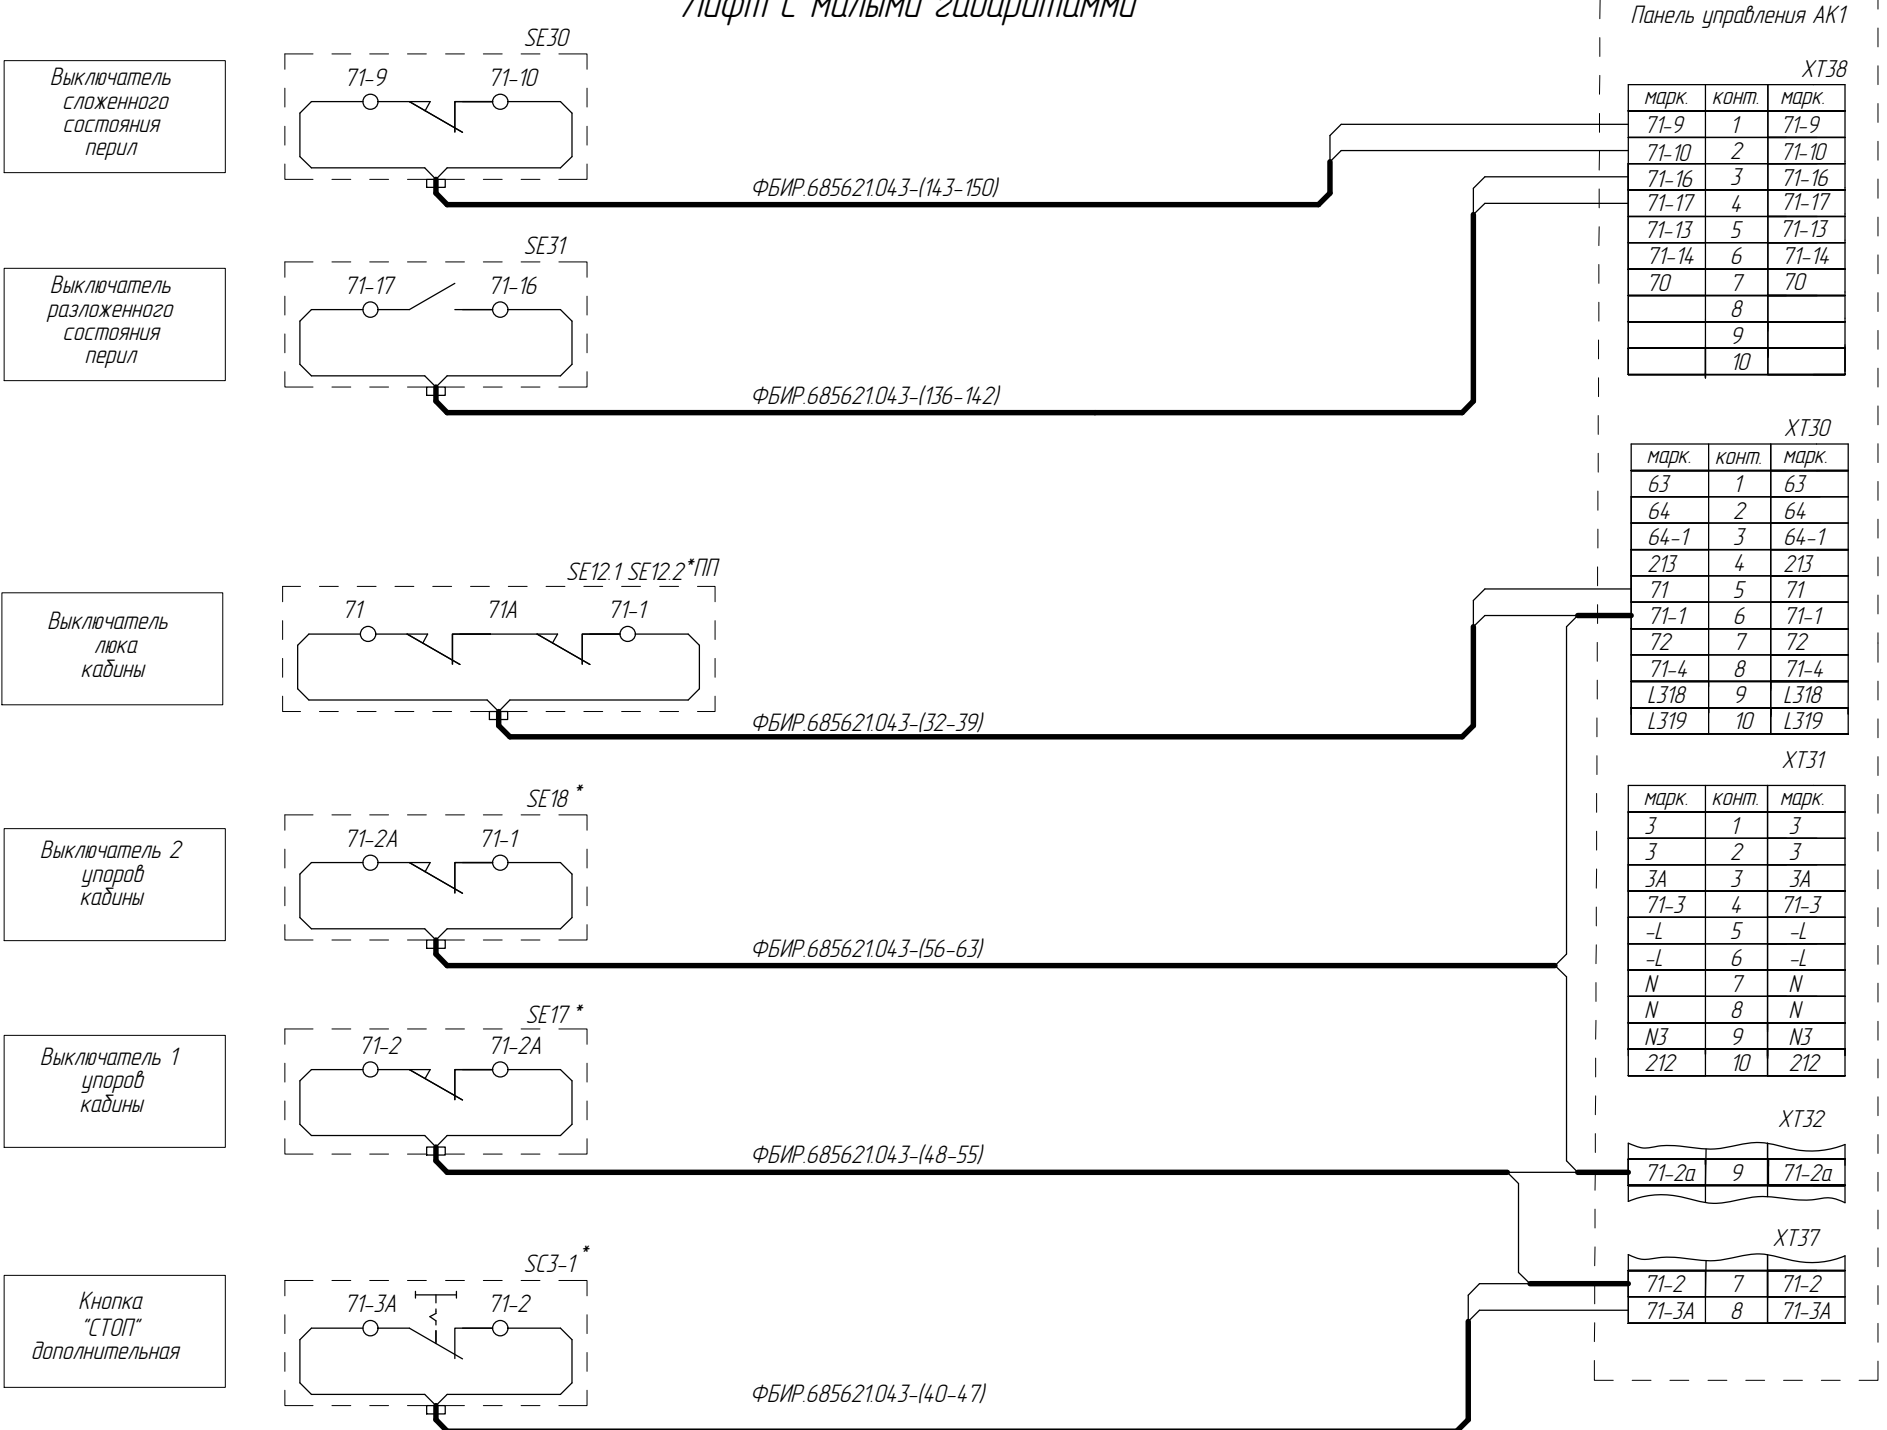 Лифт с малыми габаритами
Панель управления АК1
Выключатель
сложенного
состояния
перил
SE30
71-9 71-10
ФБИР.685621.043-(143-150)
XT38
марк. конт. марк.
71-9 1 71-9
71-10 2 71-10
71-16 3 71-16
71-17 4 71-17
71-13 5 71-13
71-14 6 71-14
70 7 70
8
9
10
Выключатель
разложенного
состояния
перил
SE31
71-17 71-16
ФБИР.685621.043-(136-142)
XT30
марк. конт. марк.
63 1 63
64 2 64
64-1 3 64-1
213 4 213
71 5 71
71-1 6 71-1
72 7 72
71-4 8 71-4
L318 9 L318
L319 10 L319
Выключатель
люка
кабины
SE12.1 SE12.2*ПП
71 71А 71-1
ФБИР.685621.043-(32-39)
XT31
марк. конт. марк.
3 1 3
3 2 3
3А 3 3А
71-3 4 71-3
-L 5 -L
-L 6 -L
N 7 N
N 8 N
N3 9 N3
212 10 212
Выключатель 2
упоров
кабины
SE18 *
71-2А 71-1
ФБИР.685621.043-(56-63)
Выключатель 1
упоров
кабины
SE17 *
71-2 71-2А
ФБИР.685621.043-(48-55)
XT32
71-2а 9 71-2а
Кнопка
"СТОП"
дополнительная
SC3-1 *
71-3А 71-2
ФБИР.685621.043-(40-47)
XT37
71-2 7 71-2
71-3А 8 71-3А